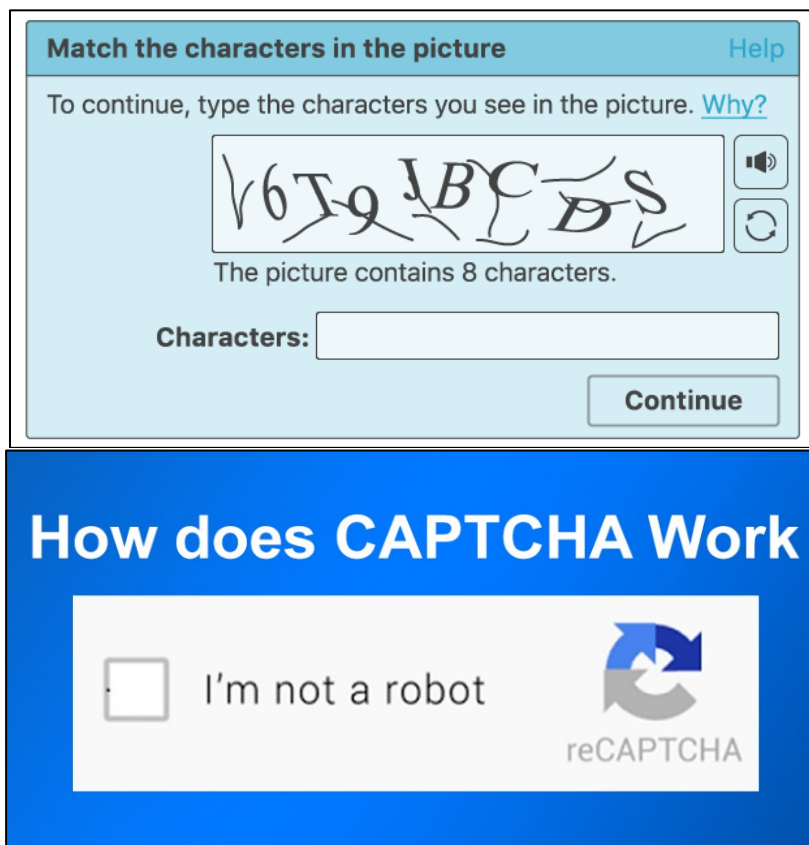 Match the characters in the picture
Help
To continue, type the characters you see in the picture. Why?
6T9JBCDS
The picture contains 8 characters.
Characters:
Continue
How does CAPTCHA Work
I'm not a robot
reCAPTCHA